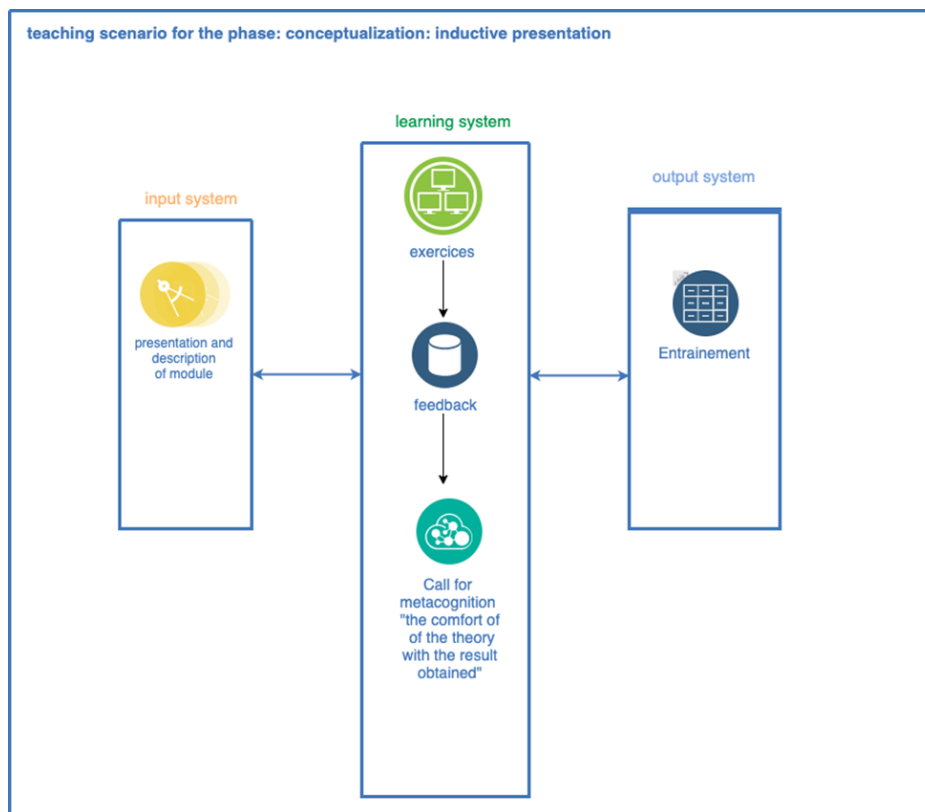 teaching scenario for the phase: conceptualization: inductive presentation
learning system
input system
output system
presentation and
description
of module
exercices
feedback
Call for
metacognition
"the comfort of
of the theory
with the result
obtained"
Entrainement